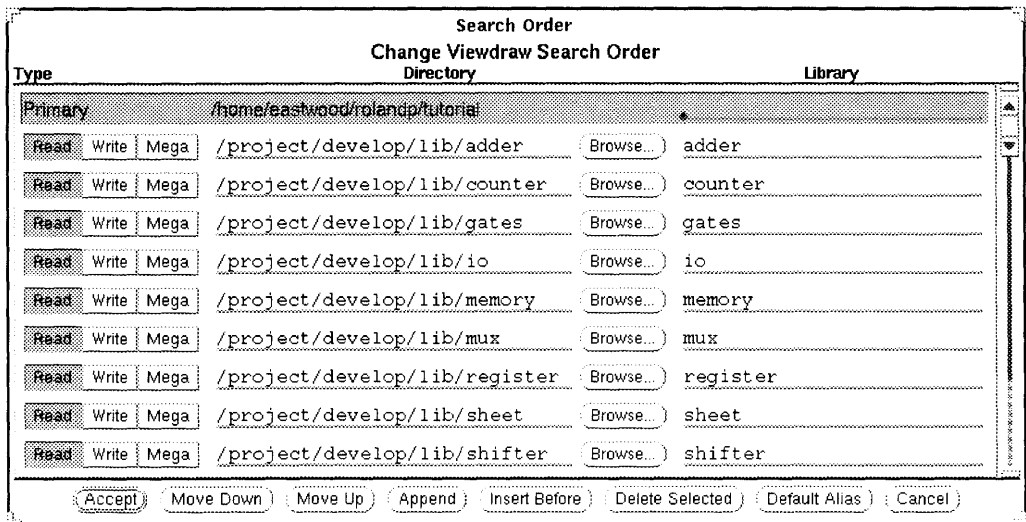 Search Order
Change Viewdraw Search Order
Type Directory Library
Primary /home/eastwood/rolandp/tutorial
Read Write Mega /project/develop/lib/adder Browse... adder
Read Write Mega /project/develop/lib/counter Browse... counter
Read Write Mega /project/develop/lib/gates Browse... gates
Read Write Mega /project/develop/lib/io Browse... io
Read Write Mega /project/develop/lib/memory Browse... memory
Read Write Mega /project/develop/lib/mux Browse... mux
Read Write Mega /project/develop/lib/register Browse... register
Read Write Mega /project/develop/lib/sheet Browse... sheet
Read Write Mega /project/develop/lib/shifter Browse... shifter
Accept Move Down Move Up Append Insert Before Delete Selected Default Alias Cancel